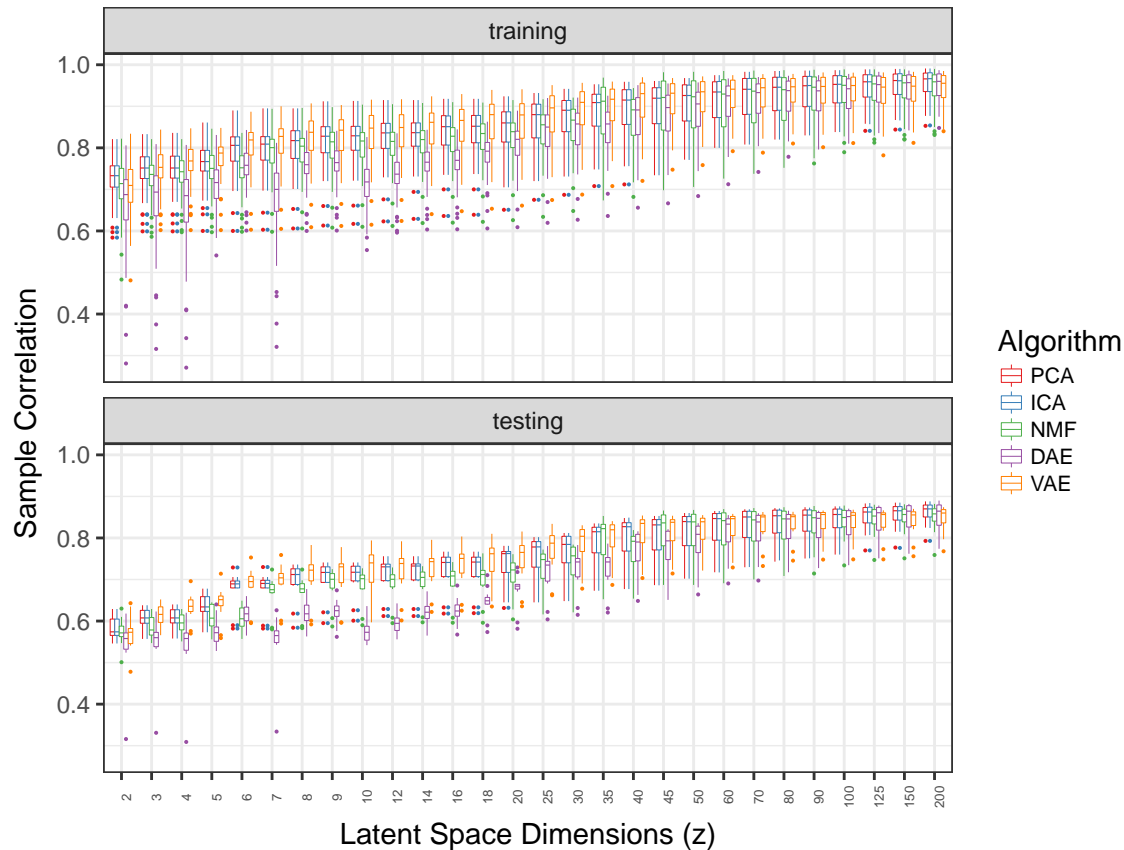 training
1.0
0.8
0.6
0.4
testing
1.0
0.8
0.6
0.4
Sample Correlation
2 3 4 5 6 7 8 9 10 12 14 16 18 20 25 30 35 40 45 50 60 70 80 90 100 125 150 200
Latent Space Dimensions (z)
Algorithm
PCA
ICA
NMF
DAE
VAE